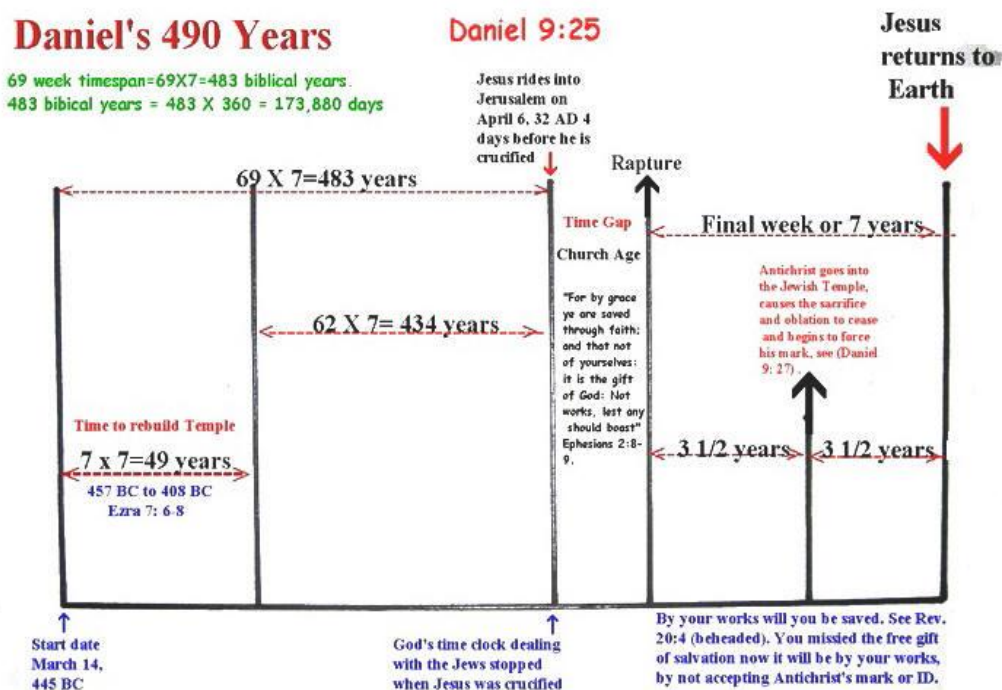 Daniel's 490 Years
Daniel 9:25
Jesus
returns to
Earth
69 week timespan=69X7=483 biblical years.
483 bibical years = 483 X 360 = 173,880 days
Jesus rides into
Jerusalem on
April 6, 32 AD 4
days before he is
crucified
Rapture
69 X 7=483 years
Time Gap
Church Age
"For by grace
ye are saved
through faith;
and that not
of yourselves:
it is the gift
of God: Not
works, lest any
should boast"
Ephesians 2:8-
9.
Final week or 7 years
Antichrist goes into
the Jewish Temple,
causes the sacrifice
and oblation to cease
and begins to force
his mark, see (Daniel
9: 27) .
62 X 7= 434 years
Time to rebuild Temple
7 x 7=49 years
457 BC to 408 BC
Ezra 7: 6-8
3 1/2 years
3 1/2 years
Start date
March 14,
445 BC
God's time clock dealing
with the Jews stopped
when Jesus was crucified
By your works will you be saved. See Rev.
20:4 (beheaded). You missied the free gift
of salvation now it will be by your works,
by not accepting Antichrist's mark or ID.